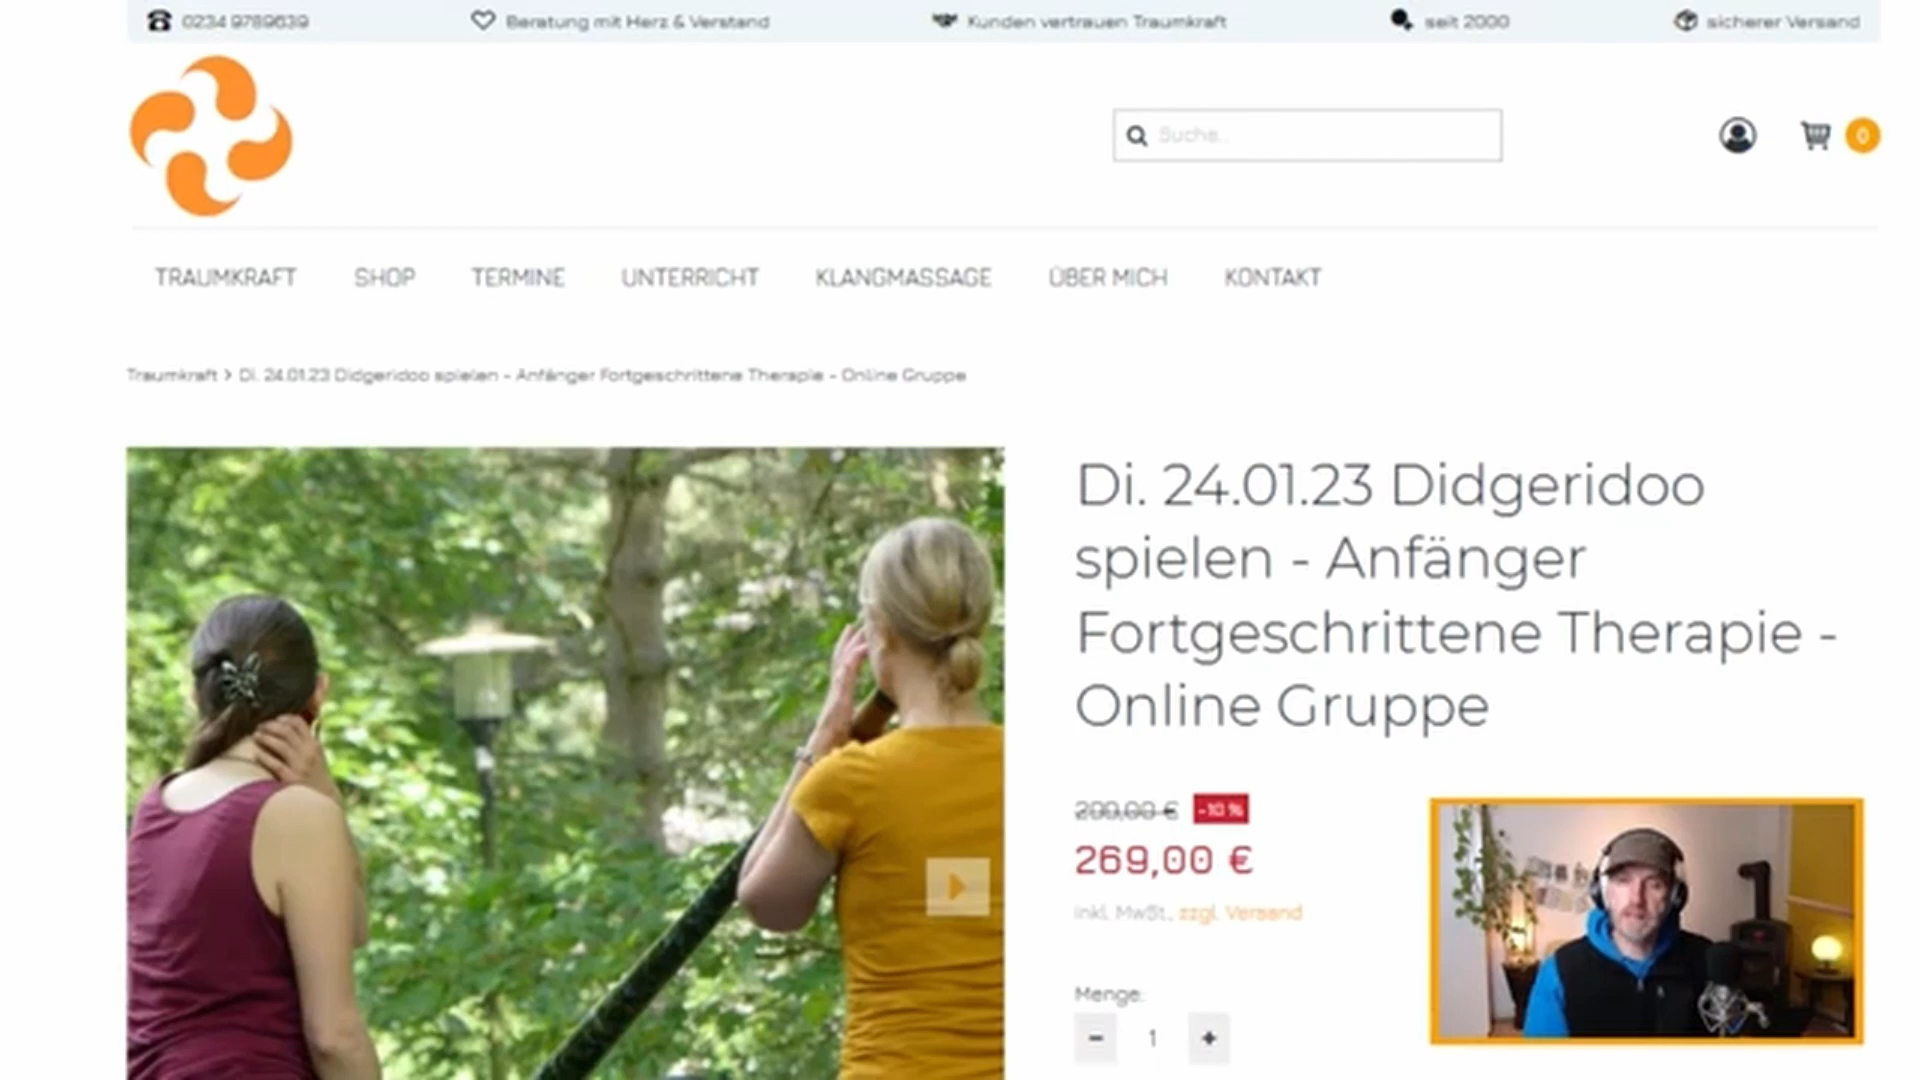 0234 9789639
Beratung mit Herz & Verstand
Kunden vertrauen Traumkraft
seit 2000
sicherer Versand
Suche..
0
TRAUMKRAFT
SHOP
TERMINE
UNTERRICHT
KLANGMASSAGE
ÜBER MICH
KONTAKT
Traumkraft > Di. 24.01.23 Didgeridoo spielen - Anfänger Fortgeschrittene Therapie - Online Gruppe
Di. 24.01.23 Didgeridoo
spielen - Anfänger
Fortgeschrittene Therapie -
Online Gruppe
299,00 €
-10 %
269,00 €
inkl. MwSt., zzgl. Versand
Menge:
- 1 +